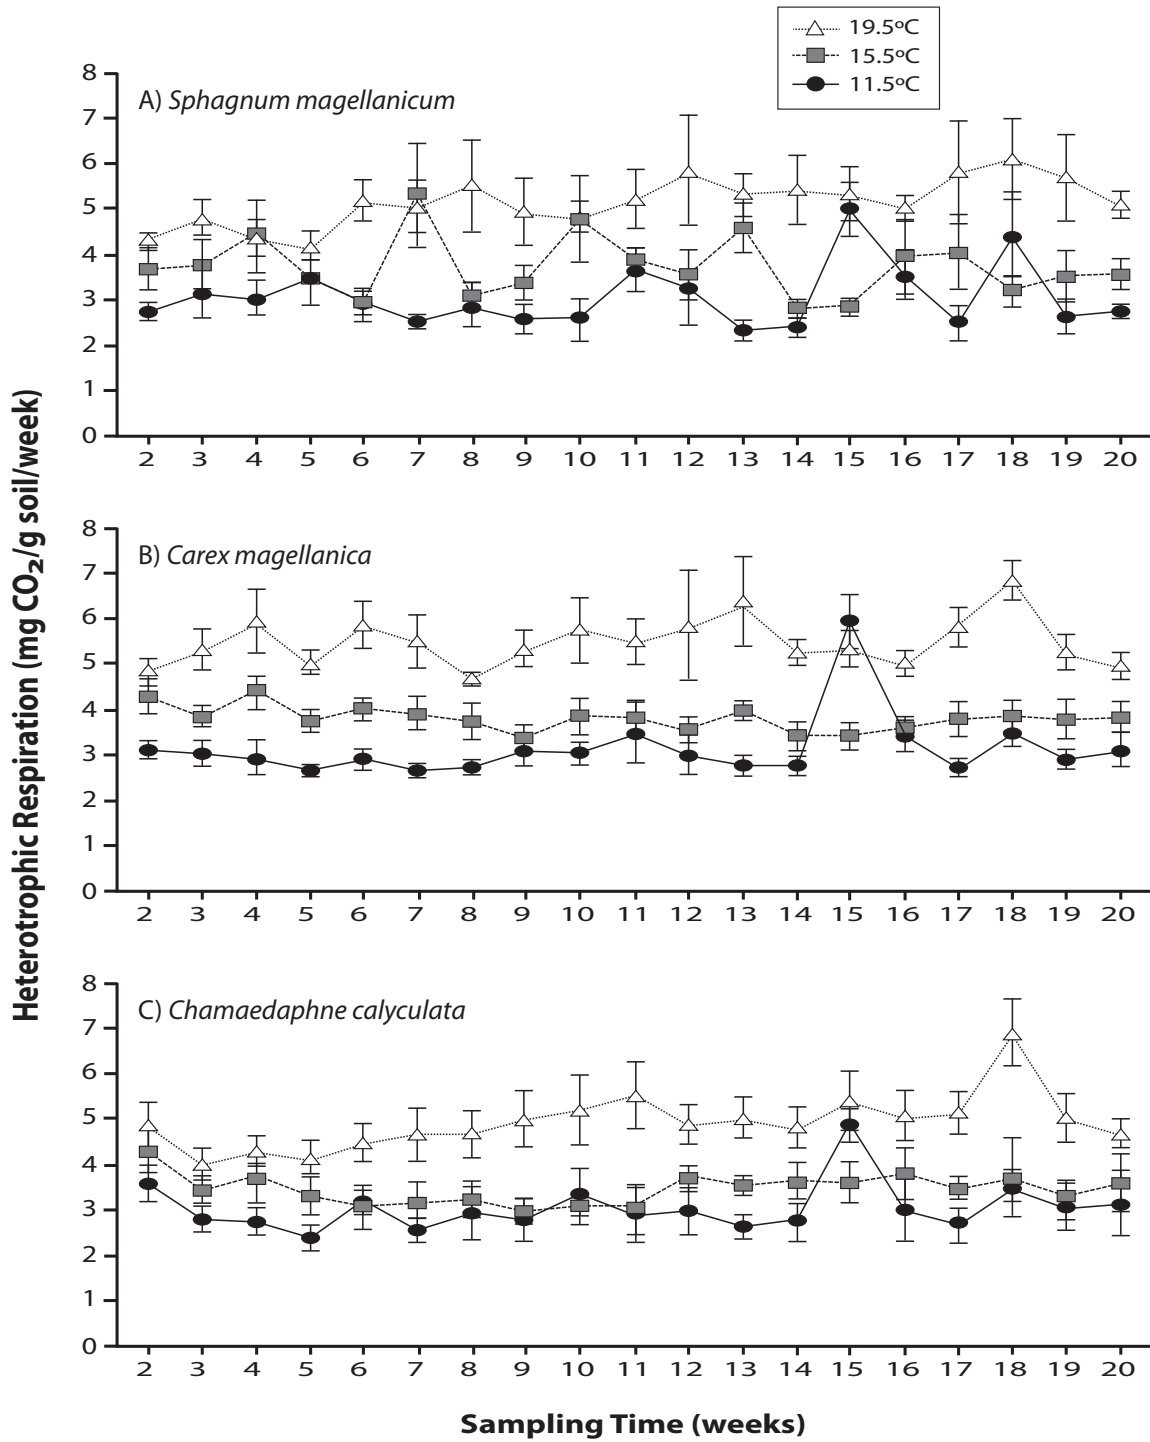 19.5ºC
15.5ºC
11.5ºC
8
A) Sphagnum magellanicum
7
6
5
4
3
2
1
0
2 3 4 5 6 7 8 9 10 11 12 13 14 15 16 17 18 19 20
Heterotrophic Respiration (mg CO₂/g soil/week)
8
B) Carex magellanica
7
6
5
4
3
2
1
0
2 3 4 5 6 7 8 9 10 11 12 13 14 15 16 17 18 19 20
8
C) Chamaedaphne calyculata
7
6
5
4
3
2
1
0
2 3 4 5 6 7 8 9 10 11 12 13 14 15 16 17 18 19 20
Sampling Time (weeks)